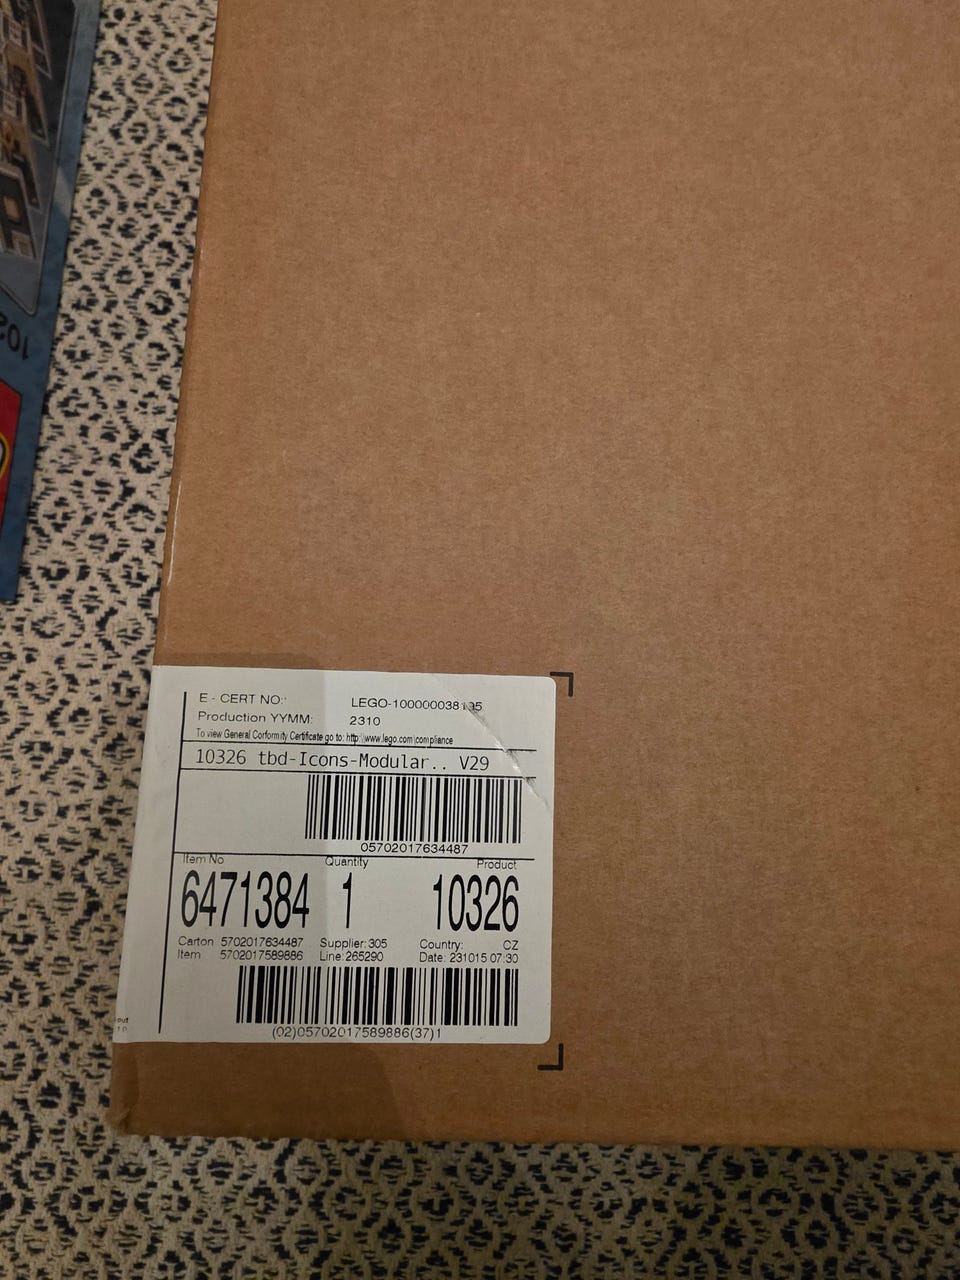 E - CERT NO:
Production YYMM: 2310
To view General Conformity Certificate go to: http:\\www.lego.com\compliance
10326 tbd-Icons-Modular.. V29
05702017634487
Item No Quantity Product
6471384 1 10326
Carton 5702017634487 Supplier: 305 Country: CZ
Item 5702017589886 Line: 265290 Date: 231015 07:30
(02)05702017589886(37)1